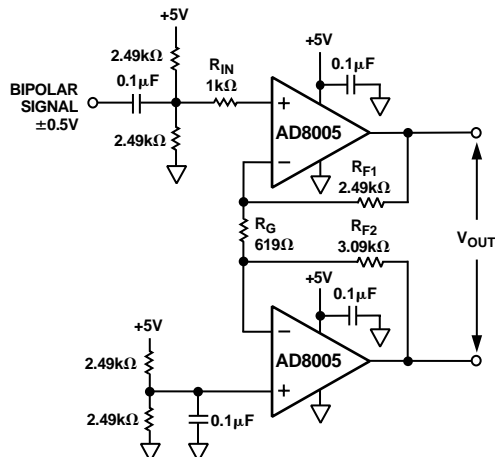 +5V
2.49kΩ
0.1µF
BIPOLAR
SIGNAL
±0.5V
2.49kΩ
R_IN
1kΩ
+5V
0.1µF
+
AD8005
−
R_F1
2.49kΩ
R_G
619Ω
R_F2
3.09kΩ
V_OUT
+5V
0.1µF
−
AD8005
+
+5V
2.49kΩ
2.49kΩ
0.1µF